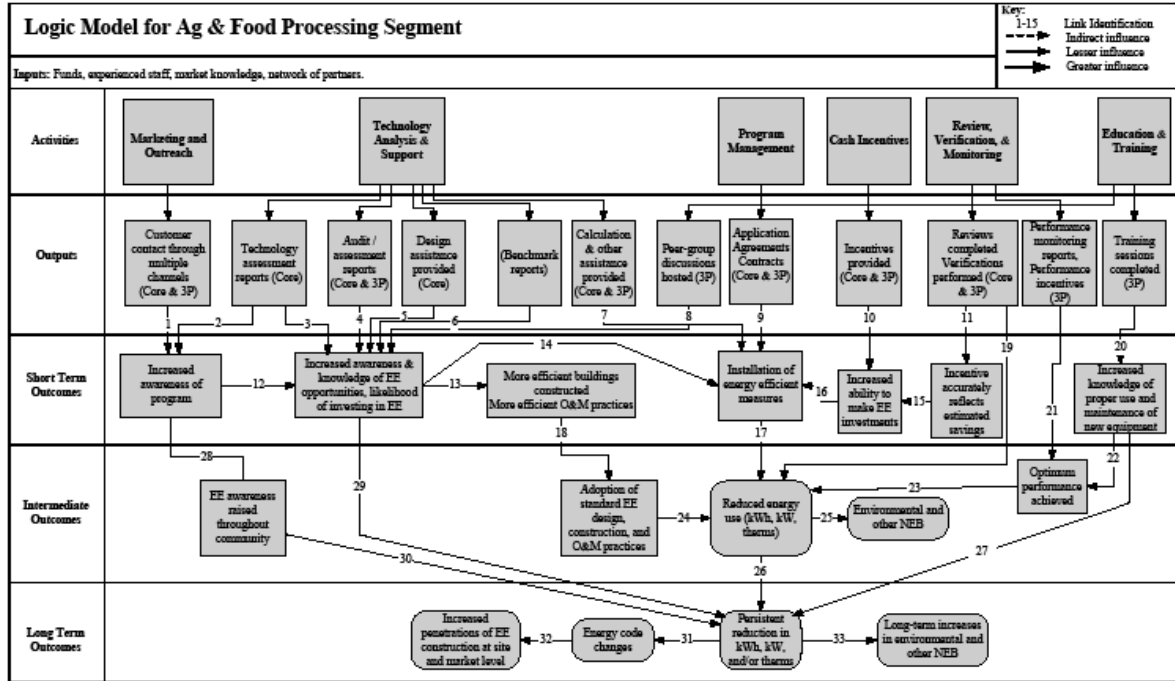 Logic Model for Ag & Food Processing Segment
Key:
1-15 Link Identification
Indirect influence
Lesser influence
Greater influence
Inputs: Funds, experienced staff, market knowledge, network of partners.
Activities
Marketing and
Outreach
Technology
Analysis &
Support
Program
Management
Cash Incentives
Review,
Verification, &
Monitoring
Education &
Training
Outputs
Customer
contact through
multiple
channels
(Core & 3P)
Technology
assessment
reports (Core)
Audit /
assessment
reports
(Core & 3P)
Design
assistance
provided
(Core)
(Benchmark
reports)
Calculation
& other
assistance
provided
(Core & 3P)
Peer-group
discussions
hosted (3P)
Application
Agreements
Contracts
(Core & 3P)
Incentives
provided
(Core & 3P)
Reviews
completed
Verifications
performed (Core
& 3P)
Performance
monitoring
reports,
Performance
incentives
(3P)
Training
sessions
completed
(3P)
1
2
3
4
5
6
7
8
9
10
11
19
20
21
Short Term
Outcomes
Increased
awareness of
program
12
Increased awareness &
knowledge of EE
opportunities, likelihood
of investing in EE
13
14
More efficient buildings
constructed
More efficient O&M practices
Installation of
energy efficient
measures
16
Increased
ability to
make EE
investments
15
Incentive
accurately
reflects
estimated
savings
Increased
knowledge of
proper use and
maintenance of
new equipment
18
17
22
28
29
Intermediate
Outcomes
EE awareness
raised
throughout
community
Adoption of
standard EE
design,
construction, and
O&M practices
24
Reduced energy
use (kWh, kW,
therms)
25
Environmental and
other NEB
23
Optimum
performance
achieved
30
26
27
Long Term
Outcomes
Increased
penetrations of EE
construction at site
and market level
32
Energy code
changes
31
Persistent
reduction in
kWh, kW,
and/or therms
33
Long-term increases
in environmental and
other NEB